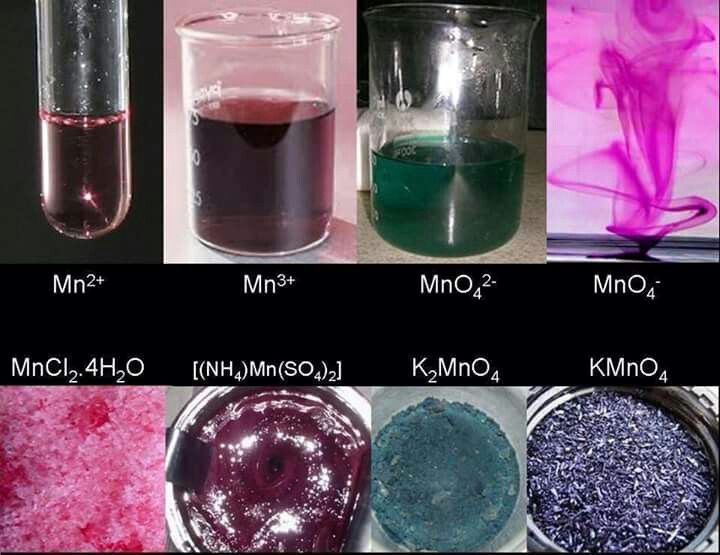 Mn²⁺
Mn³⁺
MnO₄²⁻
MnO₄⁻
MnCl₂.4H₂O
[(NH₄)Mn(SO₄)₂]
K₂MnO₄
KMnO₄